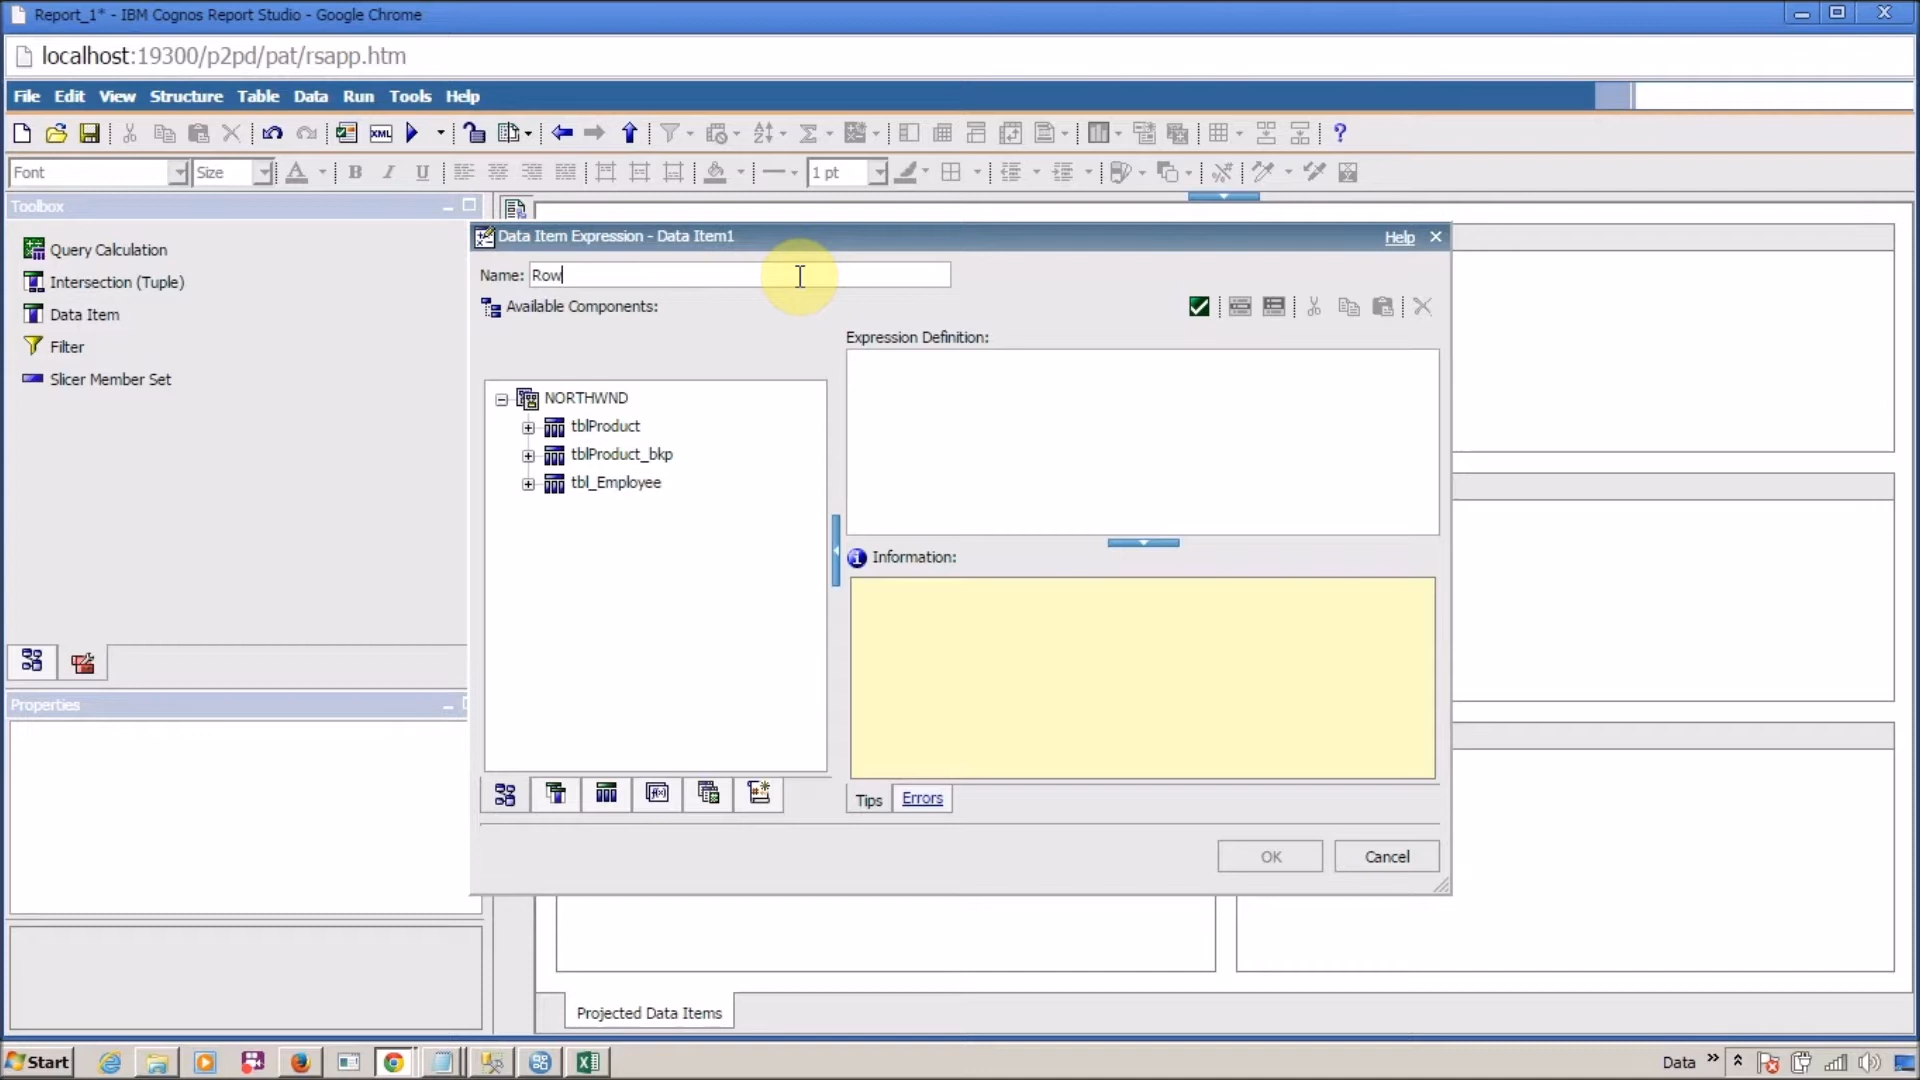 Report_1* - IBM Cognos Report Studio - Google Chrome
localhost:19300/p2pd/pat/rsapp.htm
File Edit View Structure Table Data Run Tools Help
XML
Font Size A B I U 1 pt
Toolbox
Query Calculation
Intersection (Tuple)
Data Item
Filter
Slicer Member Set
Properties
Data Item Expression - Data Item1 Help
Name: Row
Available Components:
Expression Definition:
NORTHWND
tblProduct
tblProduct_bkp
tbl_Employee
Information:
Tips Errors
OK Cancel
Projected Data Items
Start Data